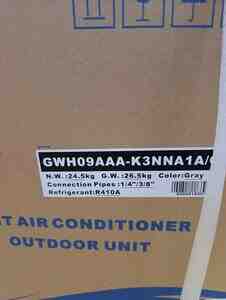 GWH09AAA-K3NNA1A/
N.W.:24.5kg G.W.:26.5kg Color:Gray
Connection Pipes:1/4"/3/8"
Refrigerant:R410A
AIR CONDITIONER
OUTDOOR UNIT